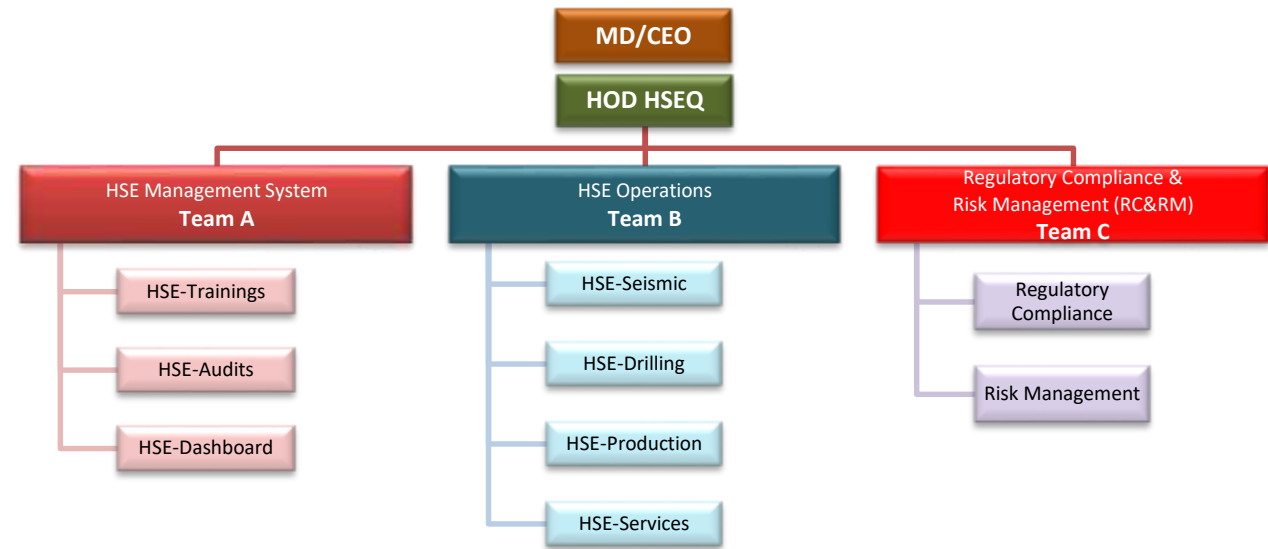 MD/CEO
HOD HSEQ
HSE Management System
Team A
HSE Operations
Team B
Regulatory Compliance &
Risk Management (RC&RM)
Team C
HSE-Trainings
HSE-Audits
HSE-Dashboard
HSE-Seismic
HSE-Drilling
HSE-Production
HSE-Services
Regulatory
Compliance
Risk Management